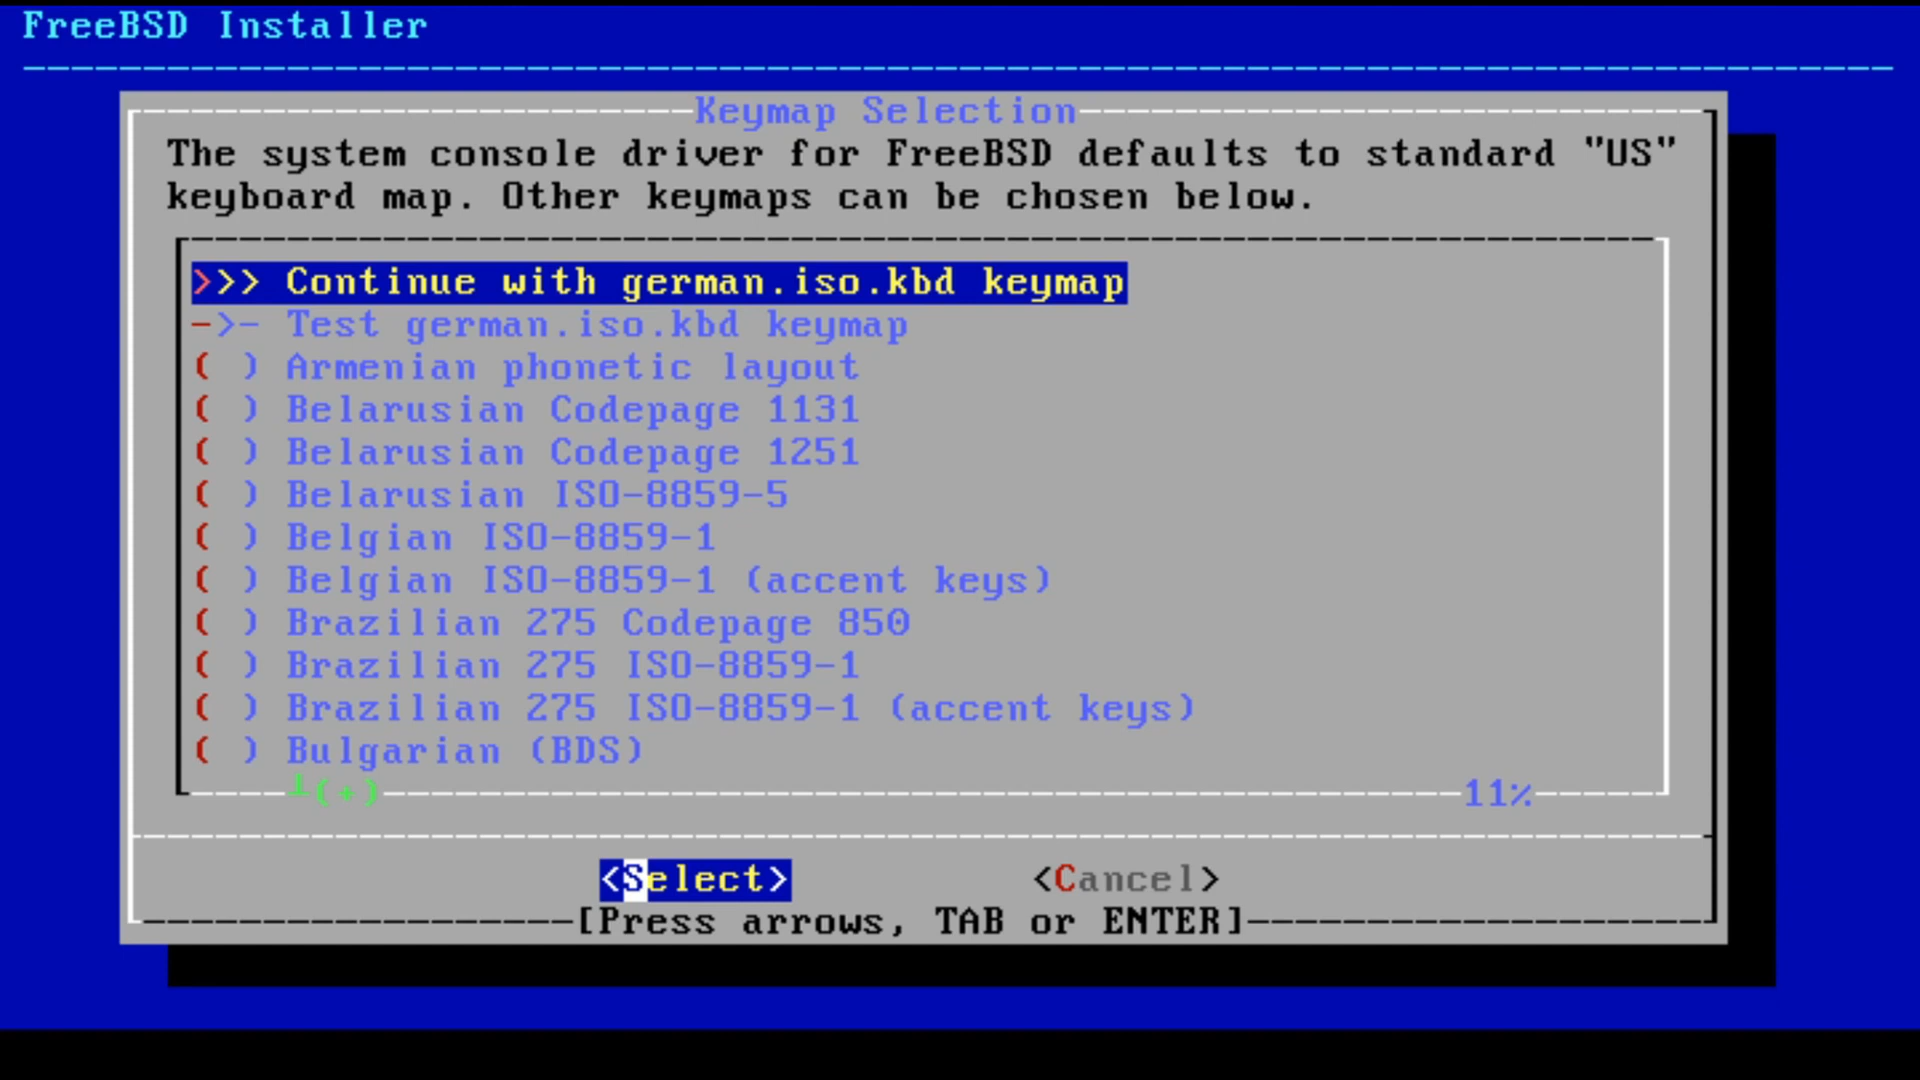 FreeBSD Installer
Keymap Selection
The system console driver for FreeBSD defaults to standard "US"
keyboard map. Other keymaps can be chosen below.
>>> Continue with german.iso.kbd keymap
->- Test german.iso.kbd keymap
( ) Armenian phonetic layout
( ) Belarusian Codepage 1131
( ) Belarusian Codepage 1251
( ) Belarusian ISO-8859-5
( ) Belgian ISO-8859-1
( ) Belgian ISO-8859-1 (accent keys)
( ) Brazilian 275 Codepage 850
( ) Brazilian 275 ISO-8859-1
( ) Brazilian 275 ISO-8859-1 (accent keys)
( ) Bulgarian (BDS)
┴(+) 11%
<Select> <Cancel>
[Press arrows, TAB or ENTER]